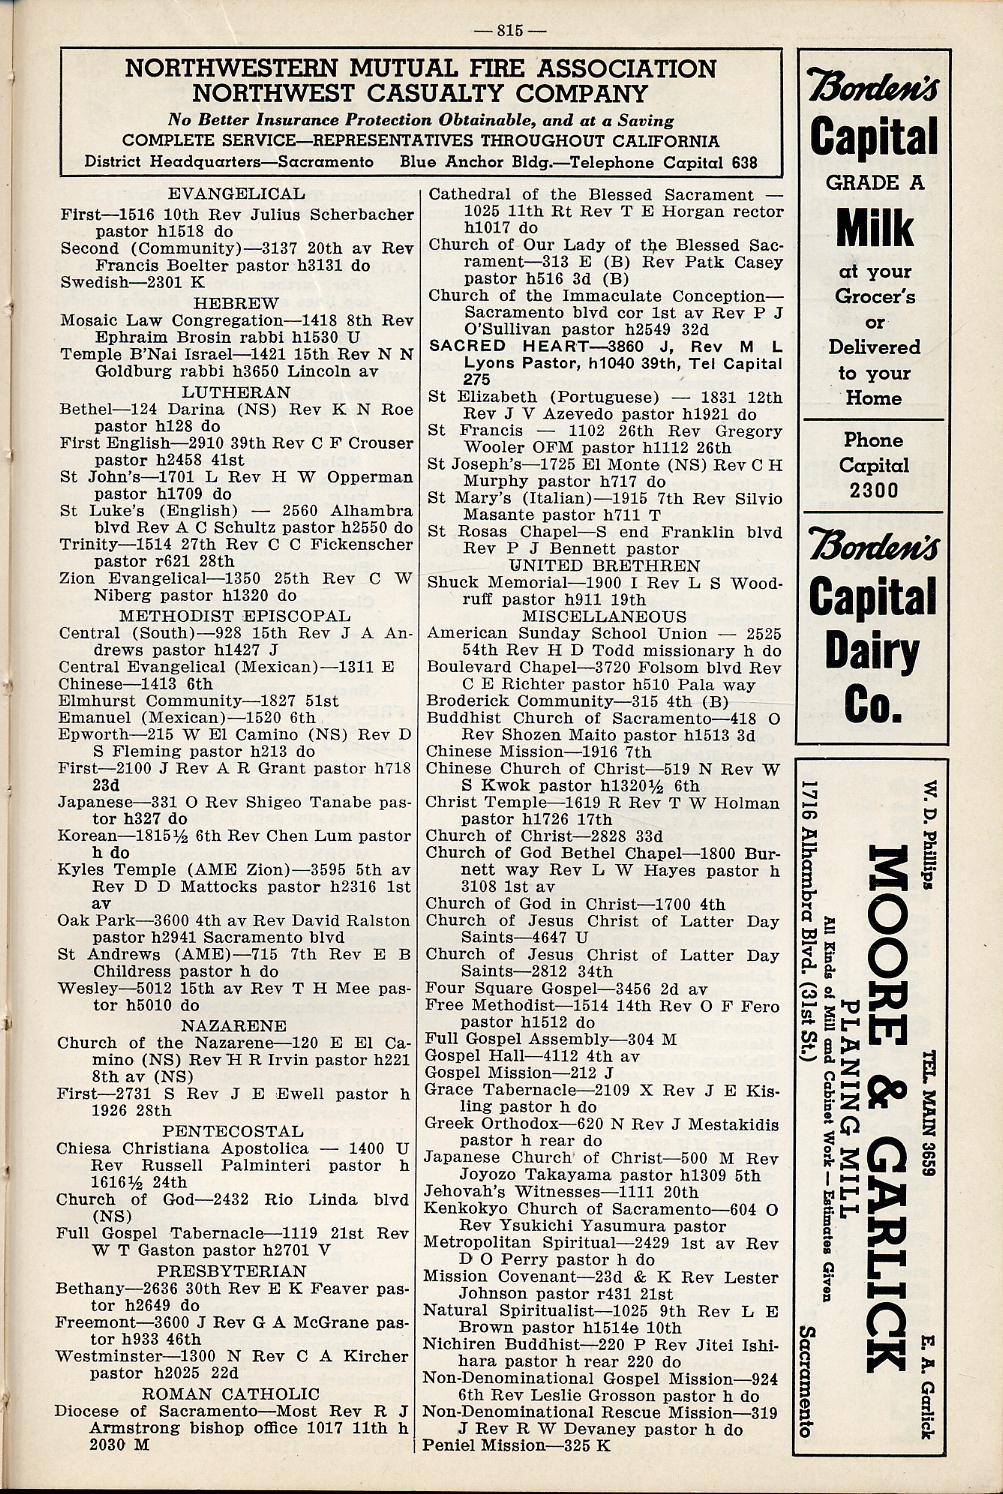 — 815 —
NORTHWESTERN MUTUAL FIRE ASSOCIATION
NORTHWEST CASUALTY COMPANY
No Better Insurance Protection Obtainable, and at a Saving
COMPLETE SERVICE—REPRESENTATIVES THROUGHOUT CALIFORNIA
District Headquarters—Sacramento Blue Anchor Bldg.—Telephone Capital 638
EVANGELICAL
First—1516 10th Rev Julius Scherbacher
pastor h1518 do
Second (Community)—3137 20th av Rev
Francis Boelter pastor h3131 do
Swedish—2301 K
HEBREW
Mosaic Law Congregation—1418 8th Rev
Ephraim Brosin rabbi h1530 U
Temple B'Nai Israel—1421 15th Rev N N
Goldburg rabbi h3650 Lincoln av
LUTHERAN
Bethel—124 Darina (NS) Rev K N Roe
pastor h128 do
First English—2910 39th Rev C F Crouser
pastor h2458 41st
St John's—1701 L Rev H W Opperman
pastor h1709 do
St Luke's (English) — 2560 Alhambra
blvd Rev A C Schultz pastor h2550 do
Trinity—1514 27th Rev C C Fickenscher
pastor r621 28th
Zion Evangelical—1350 25th Rev C W
Niberg pastor h1320 do
METHODIST EPISCOPAL
Central (South)—928 15th Rev J A An-
drews pastor h1427 J
Central Evangelical (Mexican)—1311 E
Chinese—1413 6th
Elmhurst Community—1827 51st
Emanuel (Mexican)—1520 6th
Epworth—215 W El Camino (NS) Rev D
S Fleming pastor h213 do
First—2100 J Rev A R Grant pastor h718
23d
Japanese—331 O Rev Shigeo Tanabe pas-
tor h327 do
Korean—1815½ 6th Rev Chen Lum pastor
h do
Kyles Temple (AME Zion)—3595 5th av
Rev D D Mattocks pastor h2316 1st
av
Oak Park—3600 4th av Rev David Ralston
pastor h2941 Sacramento blvd
St Andrews (AME)—715 7th Rev E B
Childress pastor h do
Wesley—5012 15th av Rev T H Mee pas-
tor h5010 do
NAZARENE
Church of the Nazarene—120 E El Ca-
mino (NS) Rev H R Irvin pastor h221
8th av (NS)
First—2731 S Rev J E Ewell pastor h
1926 28th
PENTECOSTAL
Chiesa Christiana Apostolica — 1400 U
Rev Russell Palminteri pastor h
1616½ 24th
Church of God—2432 Rio Linda blvd
(NS)
Full Gospel Tabernacle—1119 21st Rev
W T Gaston pastor h2701 V
PRESBYTERIAN
Bethany—2636 30th Rev E K Feaver pas-
tor h2649 do
Freemont—3600 J Rev G A McGrane pas-
tor h933 46th
Westminster—1300 N Rev C A Kircher
pastor h2025 22d
ROMAN CATHOLIC
Diocese of Sacramento—Most Rev R J
Armstrong bishop office 1017 11th h
2030 M
Cathedral of the Blessed Sacrament —
1025 11th Rt Rev T E Horgan rector
h1017 do
Church of Our Lady of the Blessed Sac-
rament—313 E (B) Rev Patk Casey
pastor h516 3d (B)
Church of the Immaculate Conception—
Sacramento blvd cor 1st av Rev P J
O'Sullivan pastor h2549 32d
SACRED HEART—3860 J, Rev M L
Lyons Pastor, h1040 39th, Tel Capital
275
St Elizabeth (Portuguese) — 1831 12th
Rev J V Azevedo pastor h1921 do
St Francis — 1102 26th Rev Gregory
Wooler OFM pastor h1112 26th
St Joseph's—1725 El Monte (NS) Rev C H
Murphy pastor h717 do
St Mary's (Italian)—1915 7th Rev Silvio
Masante pastor h711 T
St Rosas Chapel—S end Franklin blvd
Rev P J Bennett pastor
UNITED BRETHREN
Shuck Memorial—1900 I Rev L S Wood-
ruff pastor h911 19th
MISCELLANEOUS
American Sunday School Union — 2525
54th Rev H D Todd missionary h do
Boulevard Chapel—3720 Folsom blvd Rev
C E Richter pastor h510 Pala way
Broderick Community—315 4th (B)
Buddhist Church of Sacramento—418 O
Rev Shozen Maito pastor h1513 3d
Chinese Mission—1916 7th
Chinese Church of Christ—519 N Rev W
S Kwok pastor h1320½ 6th
Christ Temple—1619 R Rev T W Holman
pastor h1726 17th
Church of Christ—2828 33d
Church of God Bethel Chapel—1800 Bur-
nett way Rev L W Hayes pastor h
3108 1st av
Church of God in Christ—1700 4th
Church of Jesus Christ of Latter Day
Saints—4647 U
Church of Jesus Christ of Latter Day
Saints—2812 34th
Four Square Gospel—3456 2d av
Free Methodist—1514 14th Rev O F Fero
pastor h1512 do
Full Gospel Assembly—304 M
Gospel Hall—4112 4th av
Gospel Mission—212 J
Grace Tabernacle—2109 X Rev J E Kis-
ling pastor h do
Greek Orthodox—620 N Rev J Mestakidis
pastor h rear do
Japanese Church of Christ—500 M Rev
Joyozo Takayama pastor h1309 5th
Jehovah's Witnesses—1111 20th
Kenkokyo Church of Sacramento—604 O
Rev Ysukichi Yasumura pastor
Metropolitan Spiritual—2429 1st av Rev
D O Perry pastor h do
Mission Covenant—23d & K Rev Lester
Johnson pastor r431 21st
Natural Spiritualist—1025 9th Rev L E
Brown pastor h1514e 10th
Nichiren Buddhist—220 P Rev Jitei Ishi-
hara pastor h rear 220 do
Non-Denominational Gospel Mission—924
6th Rev Leslie Grosson pastor h do
Non-Denominational Rescue Mission—319
J Rev R W Devaney pastor h do
Peniel Mission—325 K
Borden's
Capital
GRADE A
Milk
at your
Grocer's
or
Delivered
to your
Home
Phone
Capital
2300
Borden's
Capital
Dairy
Co.
W. D. Phillips TEL. MAIN 3659 E. A. Garlick
MOORE & GARLICK
PLANING MILL
All Kinds of Mill and Cabinet Work — Estimates Given
1716 Alhambra Blvd. (31st St.) Sacramento